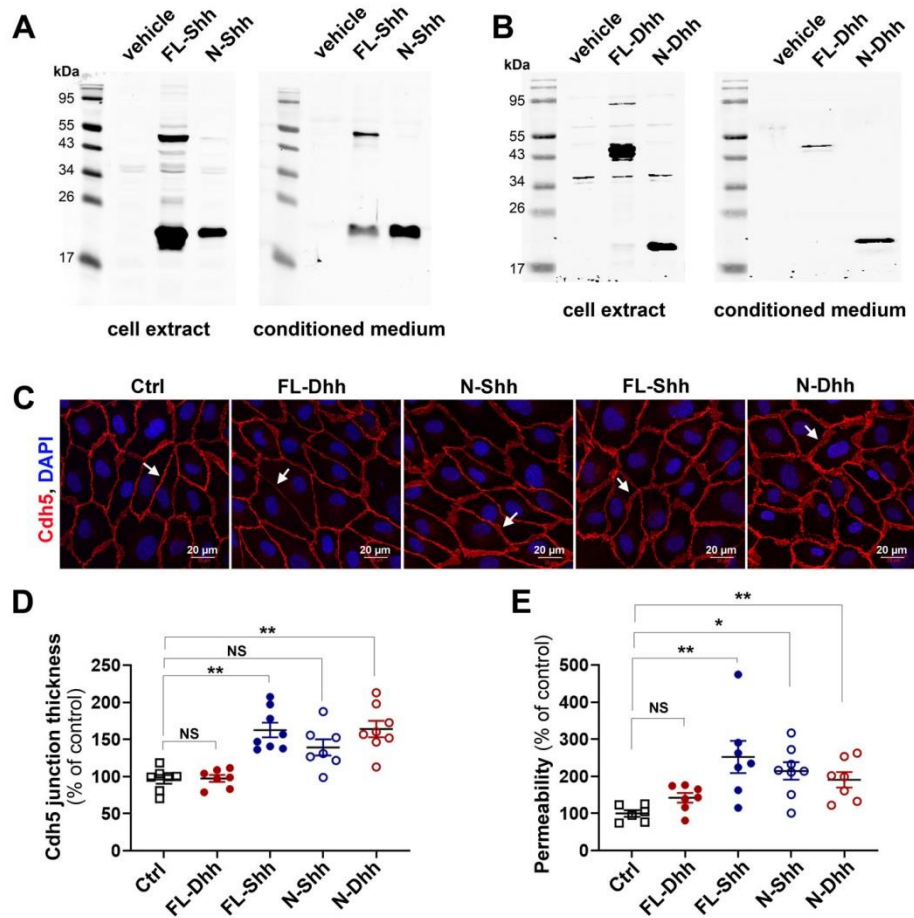 A
vehicle
FL-Shh
N-Shh
vehicle
FL-Shh
N-Shh
kDa
95
55
43
34
26
17
cell extract
conditioned medium
B
vehicle
FL-Dhh
N-Dhh
vehicle
FL-Dhh
N-Dhh
kDa
95
55
43
34
26
17
cell extract
conditioned medium
C
Cdh5, DAPI
Ctrl
FL-Dhh
N-Shh
FL-Shh
N-Dhh
20 µm
20 µm
20 µm
20 µm
20 µm
D
Cdh5 junction thickness
(% of control)
250
200
150
100
50
0
**
NS
**
NS
Ctrl
FL-Dhh
FL-Shh
N-Shh
N-Dhh
E
Permeability (% of control)
500
400
300
200
100
0
**
*
**
NS
Ctrl
FL-Dhh
FL-Shh
N-Shh
N-Dhh